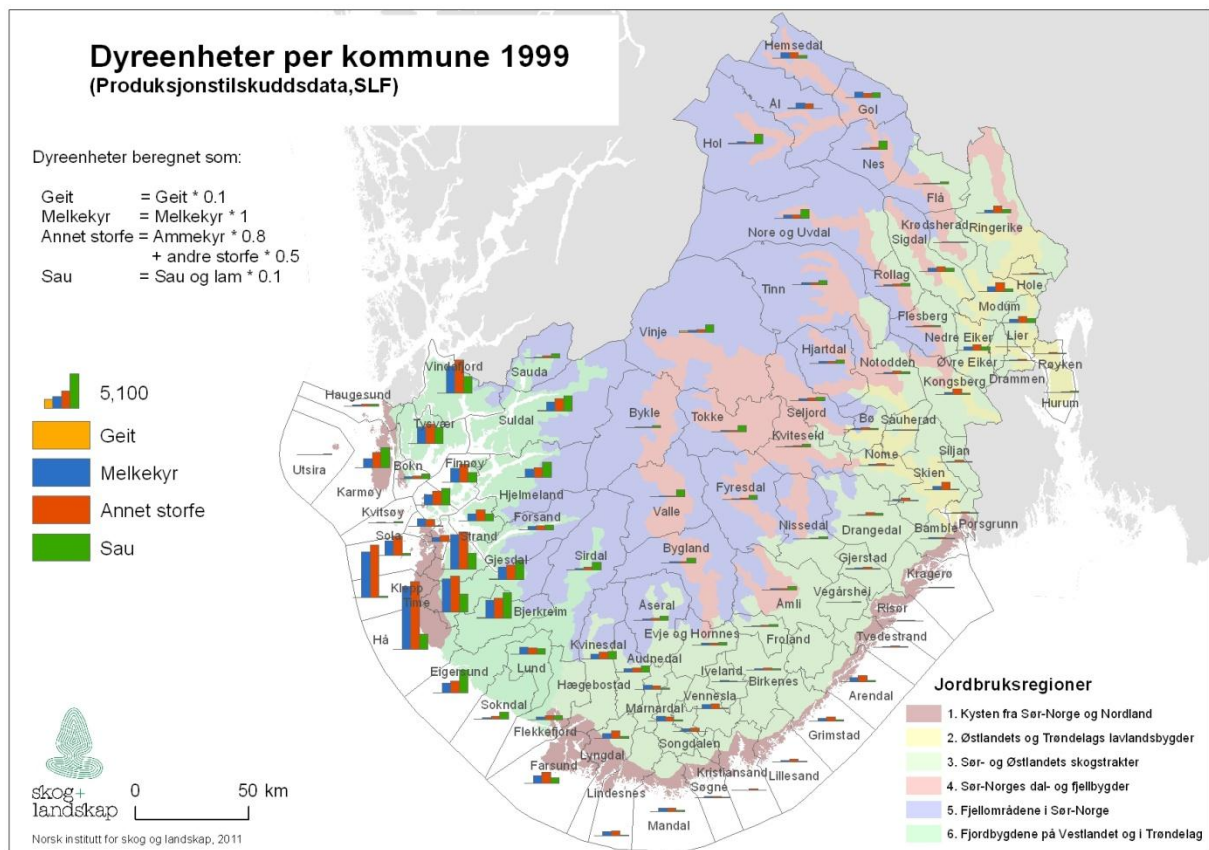 Dyreenheter per kommune 1999
(Produksjonstilskuddsdata,SLF)
Dyreenheter beregnet som:
Geit = Geit * 0.1
Melkekyr = Melkekyr * 1
Annet storfe = Ammekyr * 0.8
+ andre storfe * 0.5
Sau = Sau og lam * 0.1
5,100
Geit
Melkekyr
Annet storfe
Sau
Hemsedal
Ål
Gol
Hol
Nes
Flå
Nore og Uvdal
Krødsherad
Ringerike
Sigdal
Rollag
Tinn
Hole
Modum
Flesberg
Vinje
Nedre Eiker
Lier
Hjartdal
Øvre Eiker
Røyken
Notodden
Drammen
Kongsberg
Hurum
Vindafjord
Sauda
Haugesund
Bykle
Tokke
Seljord
Bø
Sauherad
Suldal
Tysvær
Kviteseid
Utsira
Bokn
Finnøy
Nome
Siljan
Skien
Karmøy
Hjelmeland
Fyresdal
Kvitsøy
Forsand
Valle
Nissedal
Drangedal
Bamble
Porsgrunn
Sola
Strand
Gjesdal
Sirdal
Bygland
Gjerstad
Kragerø
Klepp
Time
Bjerkreim
Åseral
Åmli
Vegårshei
Risør
Hå
Evje og Hornnes
Froland
Tvedestrand
Kvinesdal
Audnedal
Eigersund
Lund
Hægebostad
Iveland
Birkenes
Vennesla
Arendal
Sokndal
Marnardal
Grimstad
Flekkefjord
Songdalen
Lyngdal
Lillesand
Farsund
Kristiansand
Lindesnes
Søgne
Mandal
Jordbruksregioner
1. Kysten fra Sør-Norge og Nordland
2. Østlandets og Trøndelags lavlandsbygder
3. Sør- og Østlandets skogstrakter
4. Sør-Norges dal- og fjellbygder
5. Fjellområdene i Sør-Norge
6. Fjordbygdene på Vestlandet og i Trøndelag
skog+
landskap
0 50 km
Norsk institutt for skog og landskap, 2011